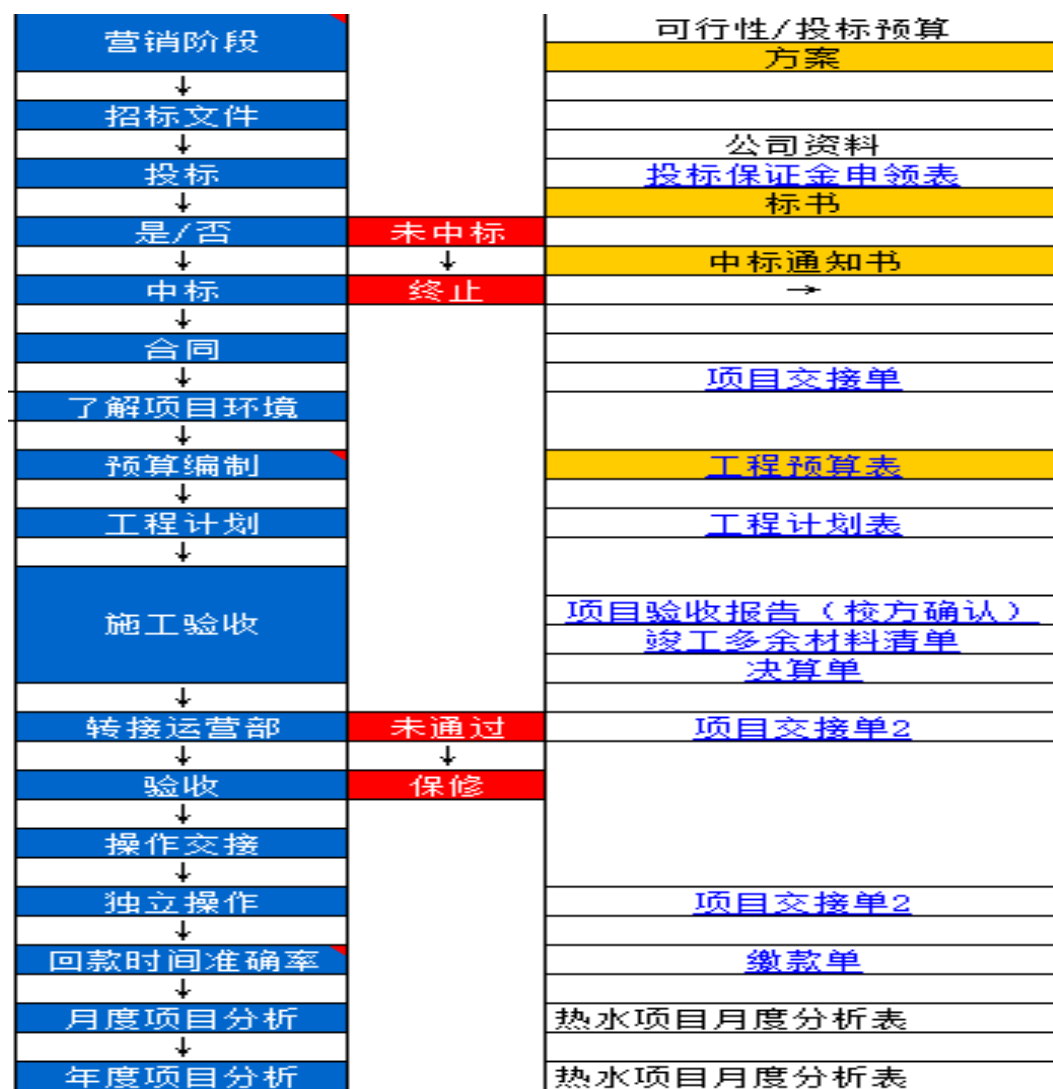 可行性/投标预算
营销阶段
方案
↓
招标文件
↓ 公司资料
投标 投标保证金申领表
↓ 标书
是/否 未中标
↓ ↓ 中标通知书
中标 终止 →
↓
合同
↓ 项目交接单
了解项目环境
↓
预算编制 工程预算表
↓
工程计划 工程计划表
↓
项目验收报告（校方确认）
施工验收 竣工多余材料清单
决算单
↓
转接运营部 未通过 项目交接单2
↓ ↓
验收 保修
↓
操作交接
↓
独立操作 项目交接单2
↓
回款时间准确率 缴款单
↓
月度项目分析 热水项目月度分析表
↓
年度项目分析 热水项目月度分析表